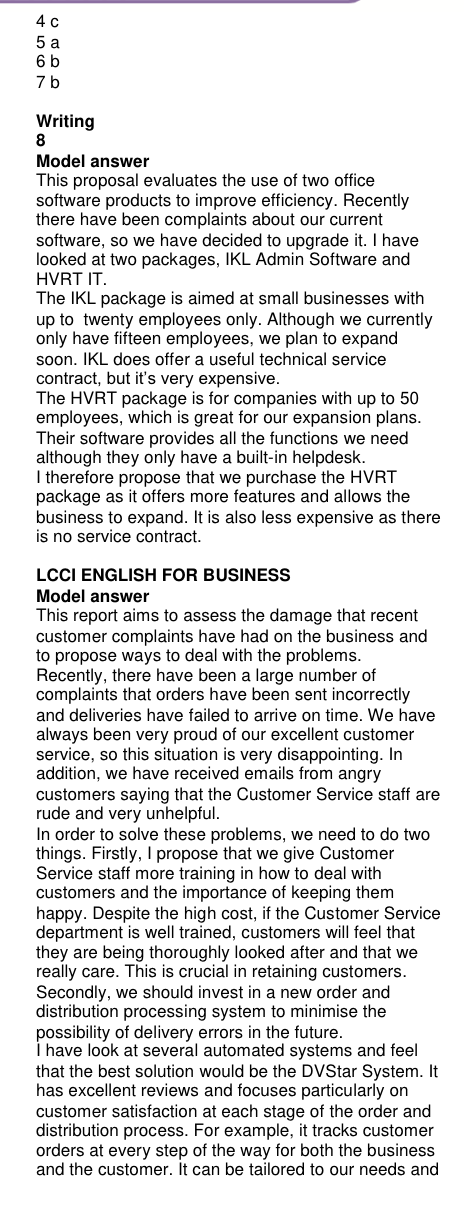 4 c
5 a
6 b
7 b
Writing
8
Model answer
This proposal evaluates the use of two office
software products to improve efficiency. Recently
there have been complaints about our current
software, so we have decided to upgrade it. I have
looked at two packages, IKL Admin Software and
HVRT IT.
The IKL package is aimed at small businesses with
up to  twenty employees only. Although we currently
only have fifteen employees, we plan to expand
soon. IKL does offer a useful technical service
contract, but it’s very expensive.
The HVRT package is for companies with up to 50
employees, which is great for our expansion plans.
Their software provides all the functions we need
although they only have a built-in helpdesk.
I therefore propose that we purchase the HVRT
package as it offers more features and allows the
business to expand. It is also less expensive as there
is no service contract.
LCCI ENGLISH FOR BUSINESS
Model answer
This report aims to assess the damage that recent
customer complaints have had on the business and
to propose ways to deal with the problems.
Recently, there have been a large number of
complaints that orders have been sent incorrectly
and deliveries have failed to arrive on time. We have
always been very proud of our excellent customer
service, so this situation is very disappointing. In
addition, we have received emails from angry
customers saying that the Customer Service staff are
rude and very unhelpful.
In order to solve these problems, we need to do two
things. Firstly, I propose that we give Customer
Service staff more training in how to deal with
customers and the importance of keeping them
happy. Despite the high cost, if the Customer Service
department is well trained, customers will feel that
they are being thoroughly looked after and that we
really care. This is crucial in retaining customers.
Secondly, we should invest in a new order and
distribution processing system to minimise the
possibility of delivery errors in the future.
I have look at several automated systems and feel
that the best solution would be the DVStar System. It
has excellent reviews and focuses particularly on
customer satisfaction at each stage of the order and
distribution process. For example, it tracks customer
orders at every step of the way for both the business
and the customer. It can be tailored to our needs and